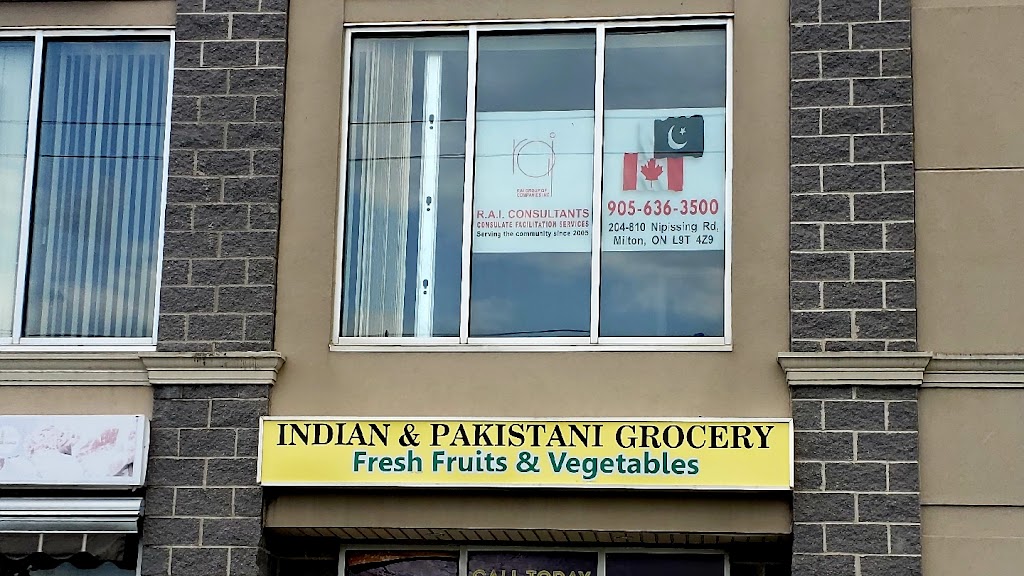 raj
RAI GROUP OF
COMPANIES INC
R.A.I. CONSULTANTS
CONSULATE FACILITATION SERVICES
Serving the community since 2005
905-636-3500
204-810 Nipissing Rd,
Milton, ON L9T 4Z9
INDIAN & PAKISTANI GROCERY
Fresh Fruits & Vegetables
CALL TODAY